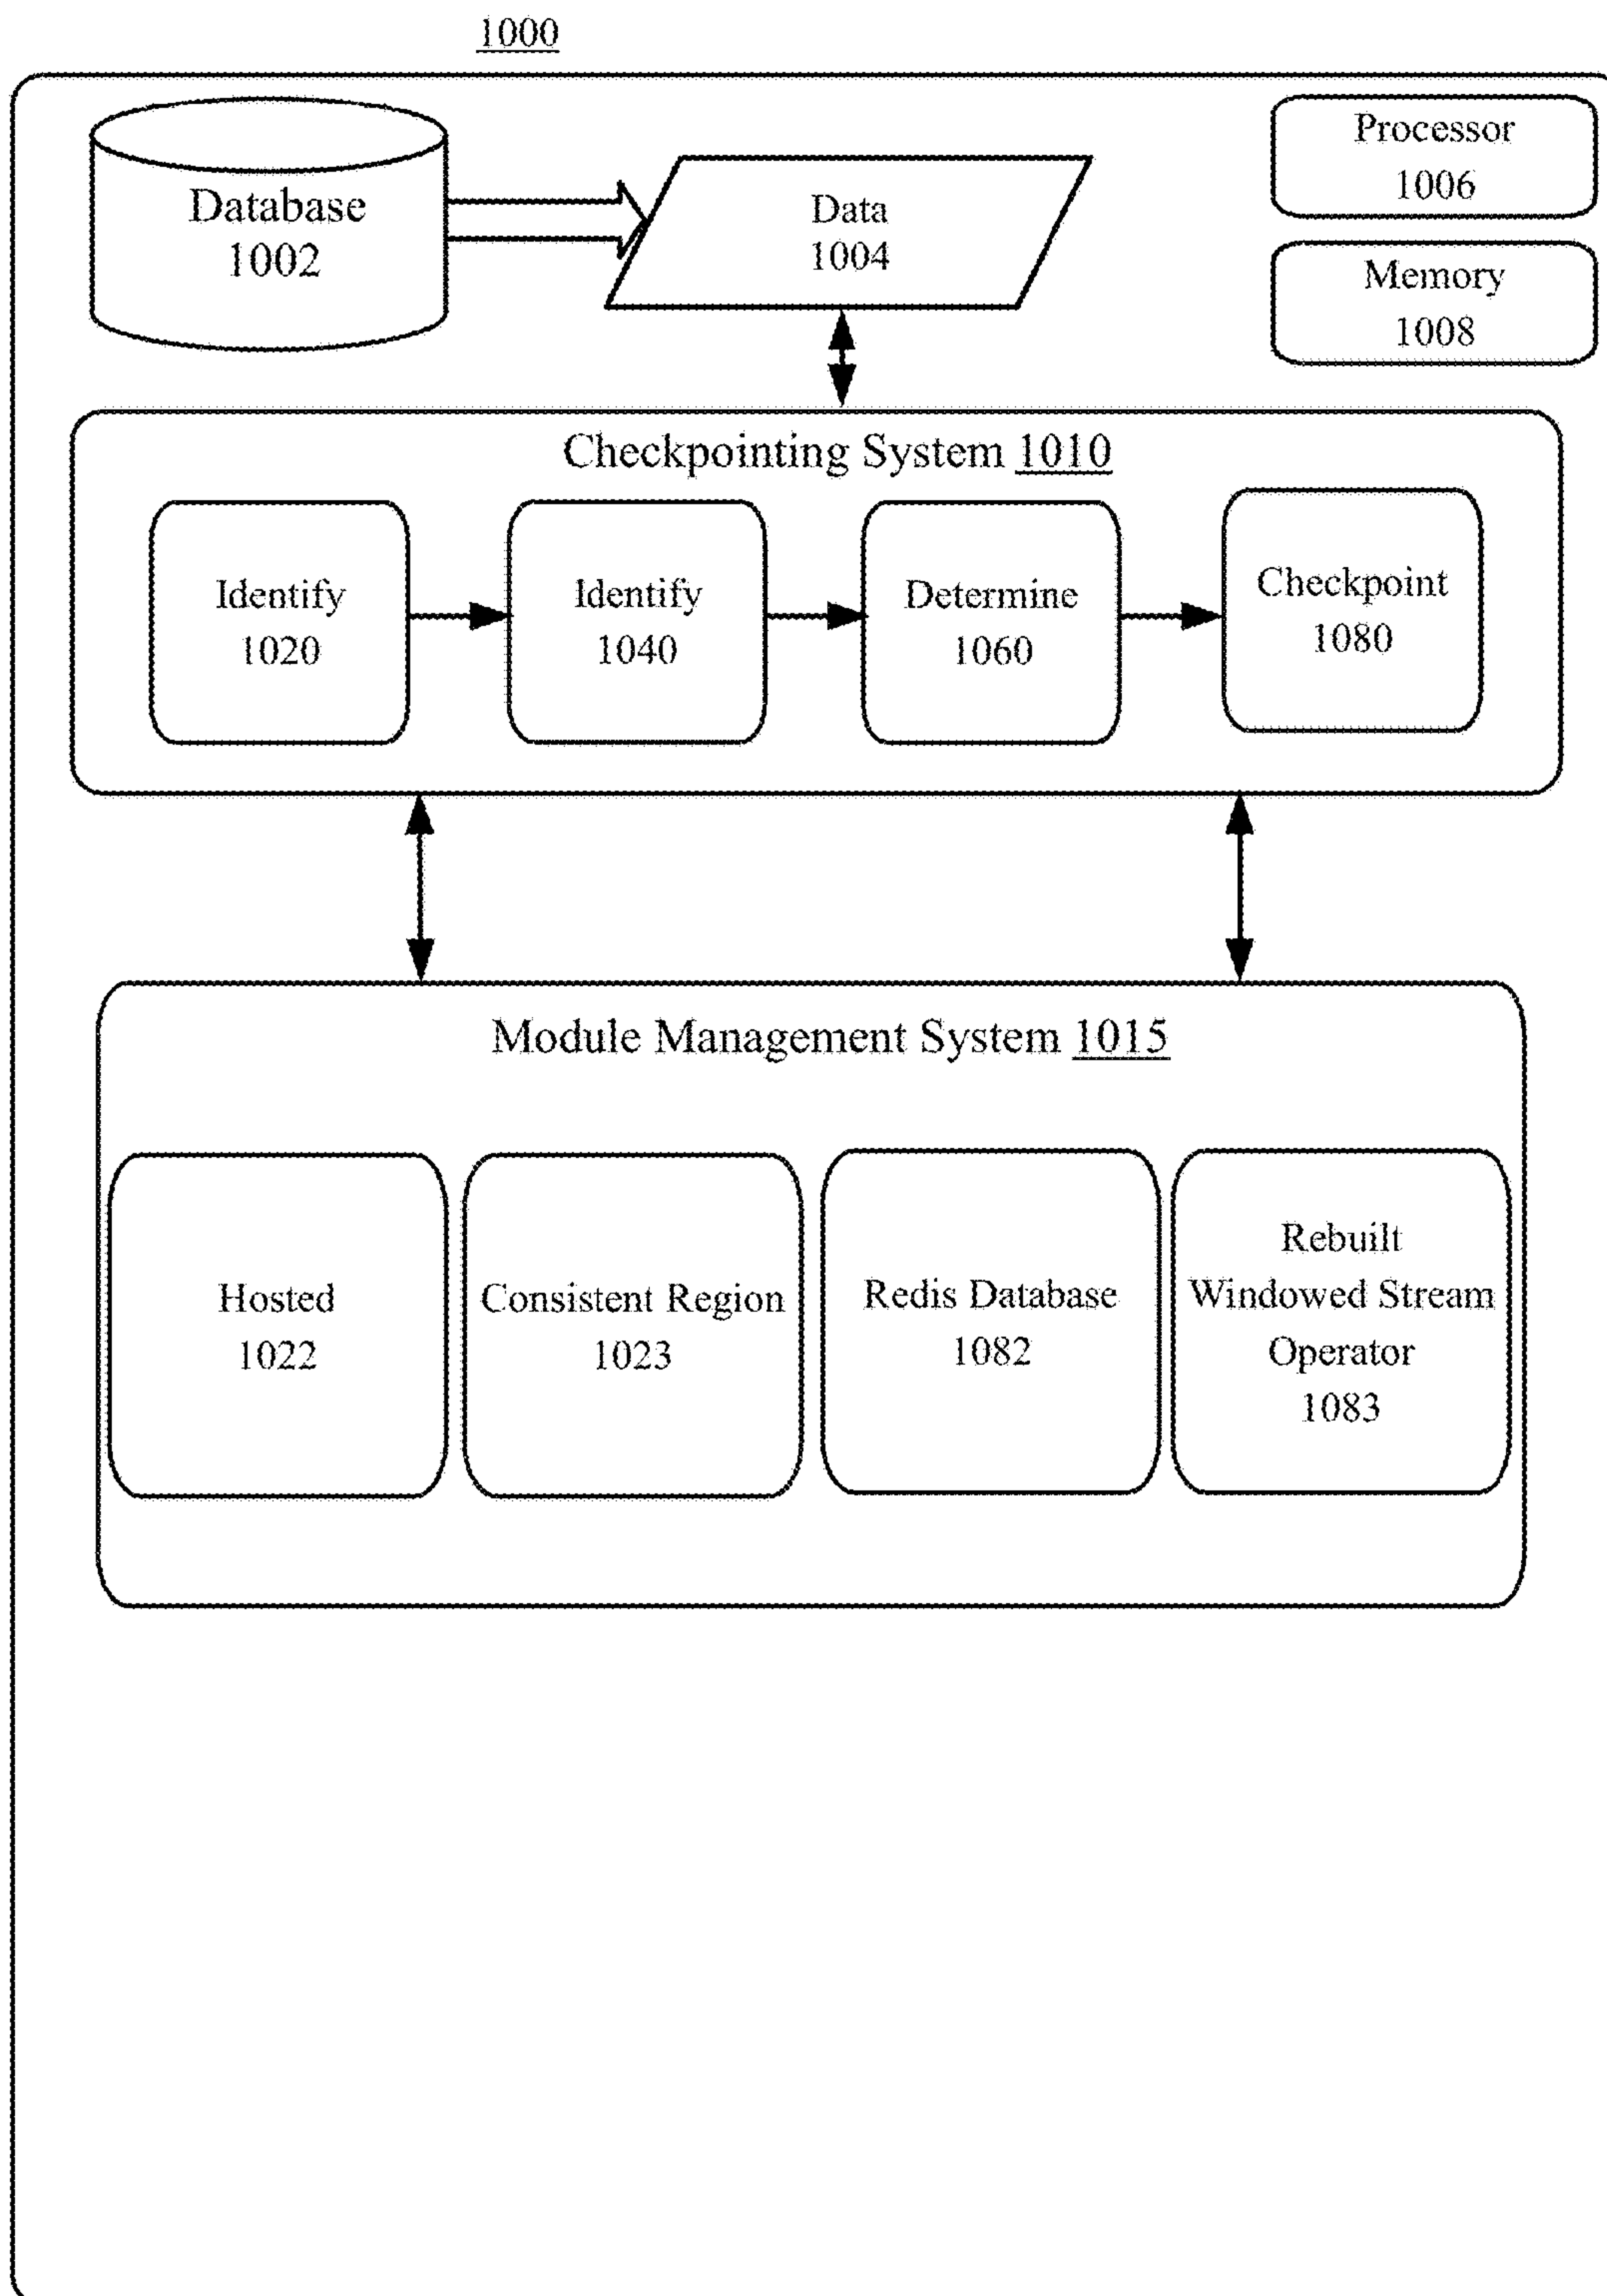 1000
Database
1002
Data
1004
Processor
1006
Memory
1008
Checkpointing System 1010
Identify
1020
Identify
1040
Determine
1060
Checkpoint
1080
Module Management System 1015
Hosted
1022
Consistent Region
1023
Redis Database
1082
Rebuilt
Windowed Stream
Operator
1083